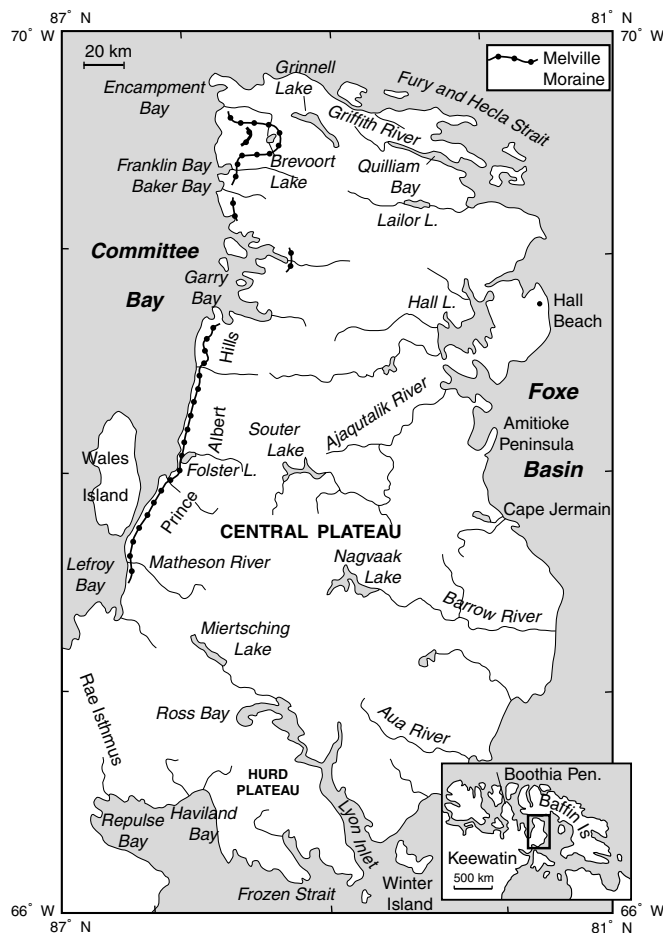 87° N
81° N
70° W
70° W
20 km
Melville
Moraine
Grinnell
Lake
Encampment
Bay
Fury and Hecla Strait
Griffith River
Franklin Bay
Baker Bay
Brevoort
Lake
Quilliam
Bay
Lailor L.
Committee
Bay
Garry
Bay
Hall L.
Hall
Beach
Hills
Foxe
Basin
Ajaqutalik River
Albert
Souter
Lake
Amitioke
Peninsula
Wales
Island
Folster L.
Prince
Cape Jermain
CENTRAL PLATEAU
Lefroy
Bay
Matheson River
Nagvaak
Lake
Barrow River
Miertsching
Lake
Rae Isthmus
Ross Bay
Aua River
HURD
PLATEAU
Boothia Pen.
Baffin Is
Keewatin
500 km
Repulse
Bay
Haviland
Bay
Lyon Inlet
Frozen Strait
Winter
Island
66° W
66° W
87° N
81° N